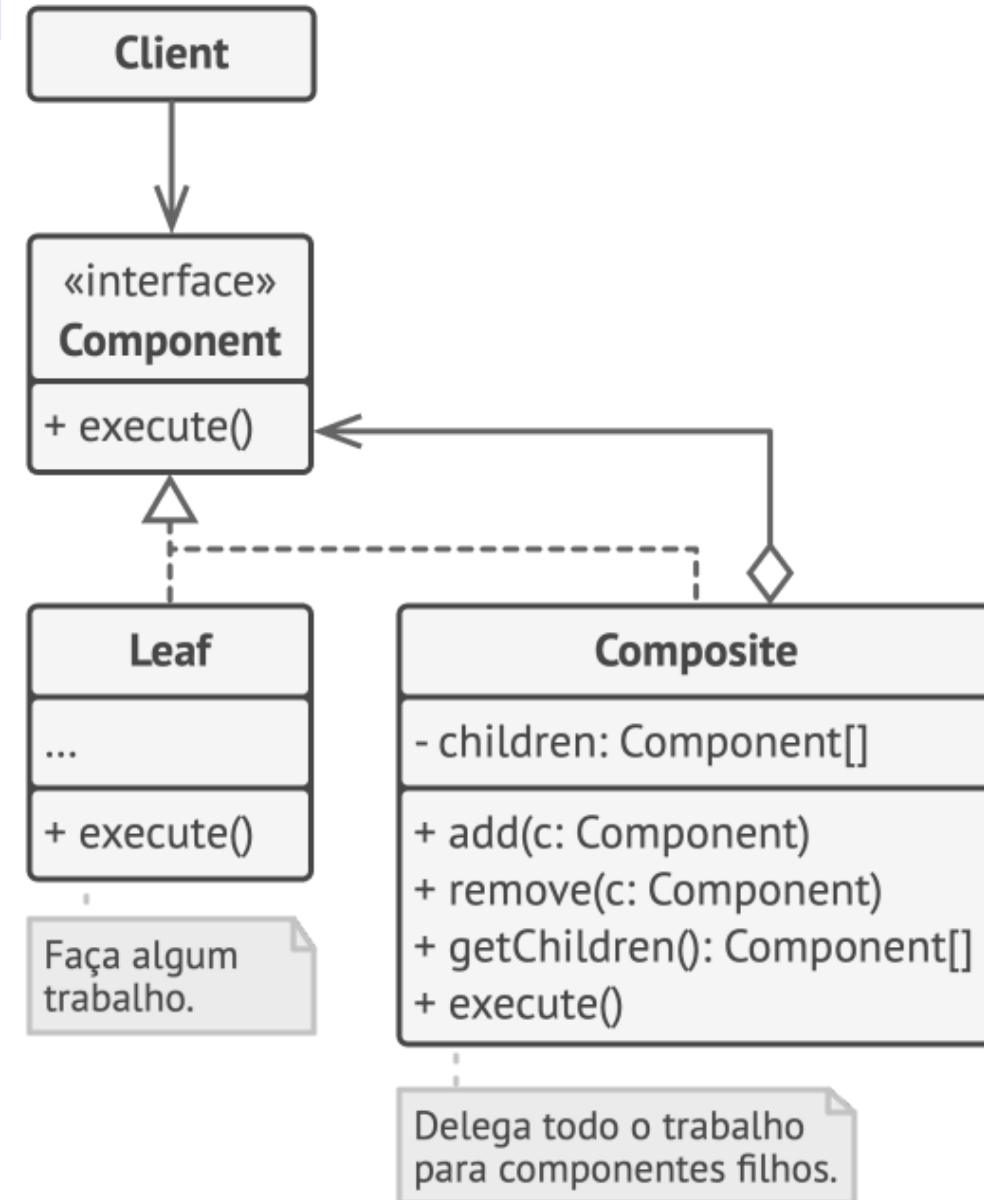 Client
«interface»
Component
+ execute()
Leaf
...
+ execute()
Faça algum
trabalho.
Composite
- children: Component[]
+ add(c: Component)
+ remove(c: Component)
+ getChildren(): Component[]
+ execute()
Delega todo o trabalho
para componentes filhos.